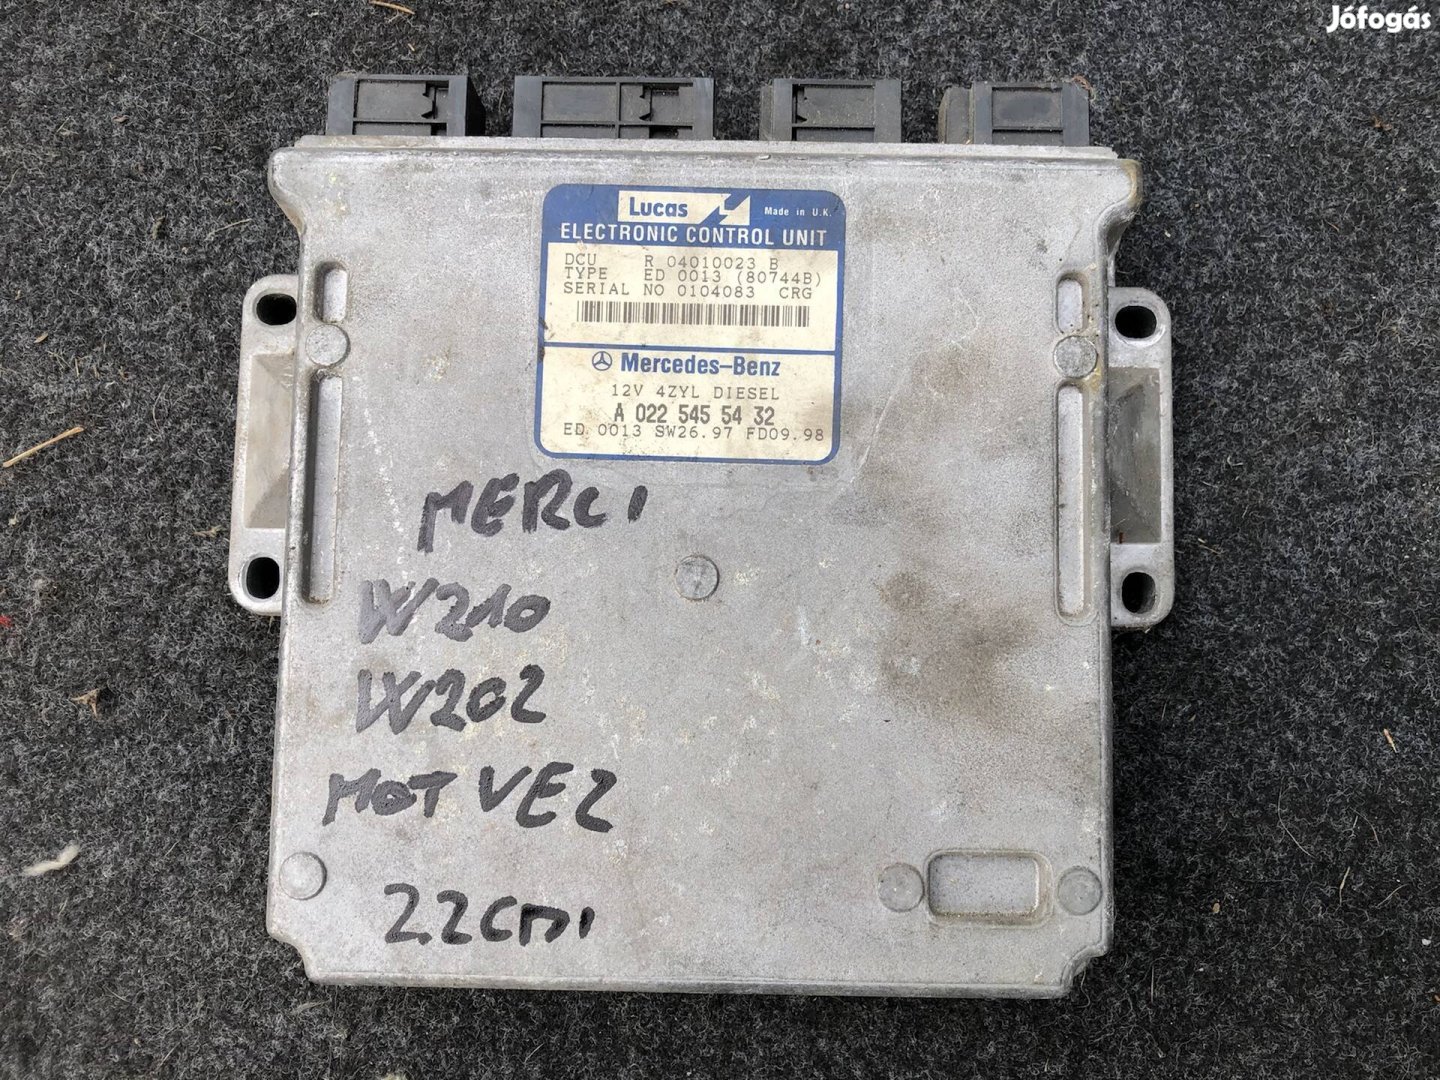 Jófogás
Lucas Made in U.K.
ELECTRONIC CONTROL UNIT
DCU R 04010023 B
TYPE ED 0013 (80744B)
SERIAL NO 0104083 CRG
Mercedes-Benz
12V 4ZYL DIESEL
A 022 545 54 32
ED 0013 SW26.97 FD09.98
MERCI
W210
W202
MOT VEZ
2.2 CDI